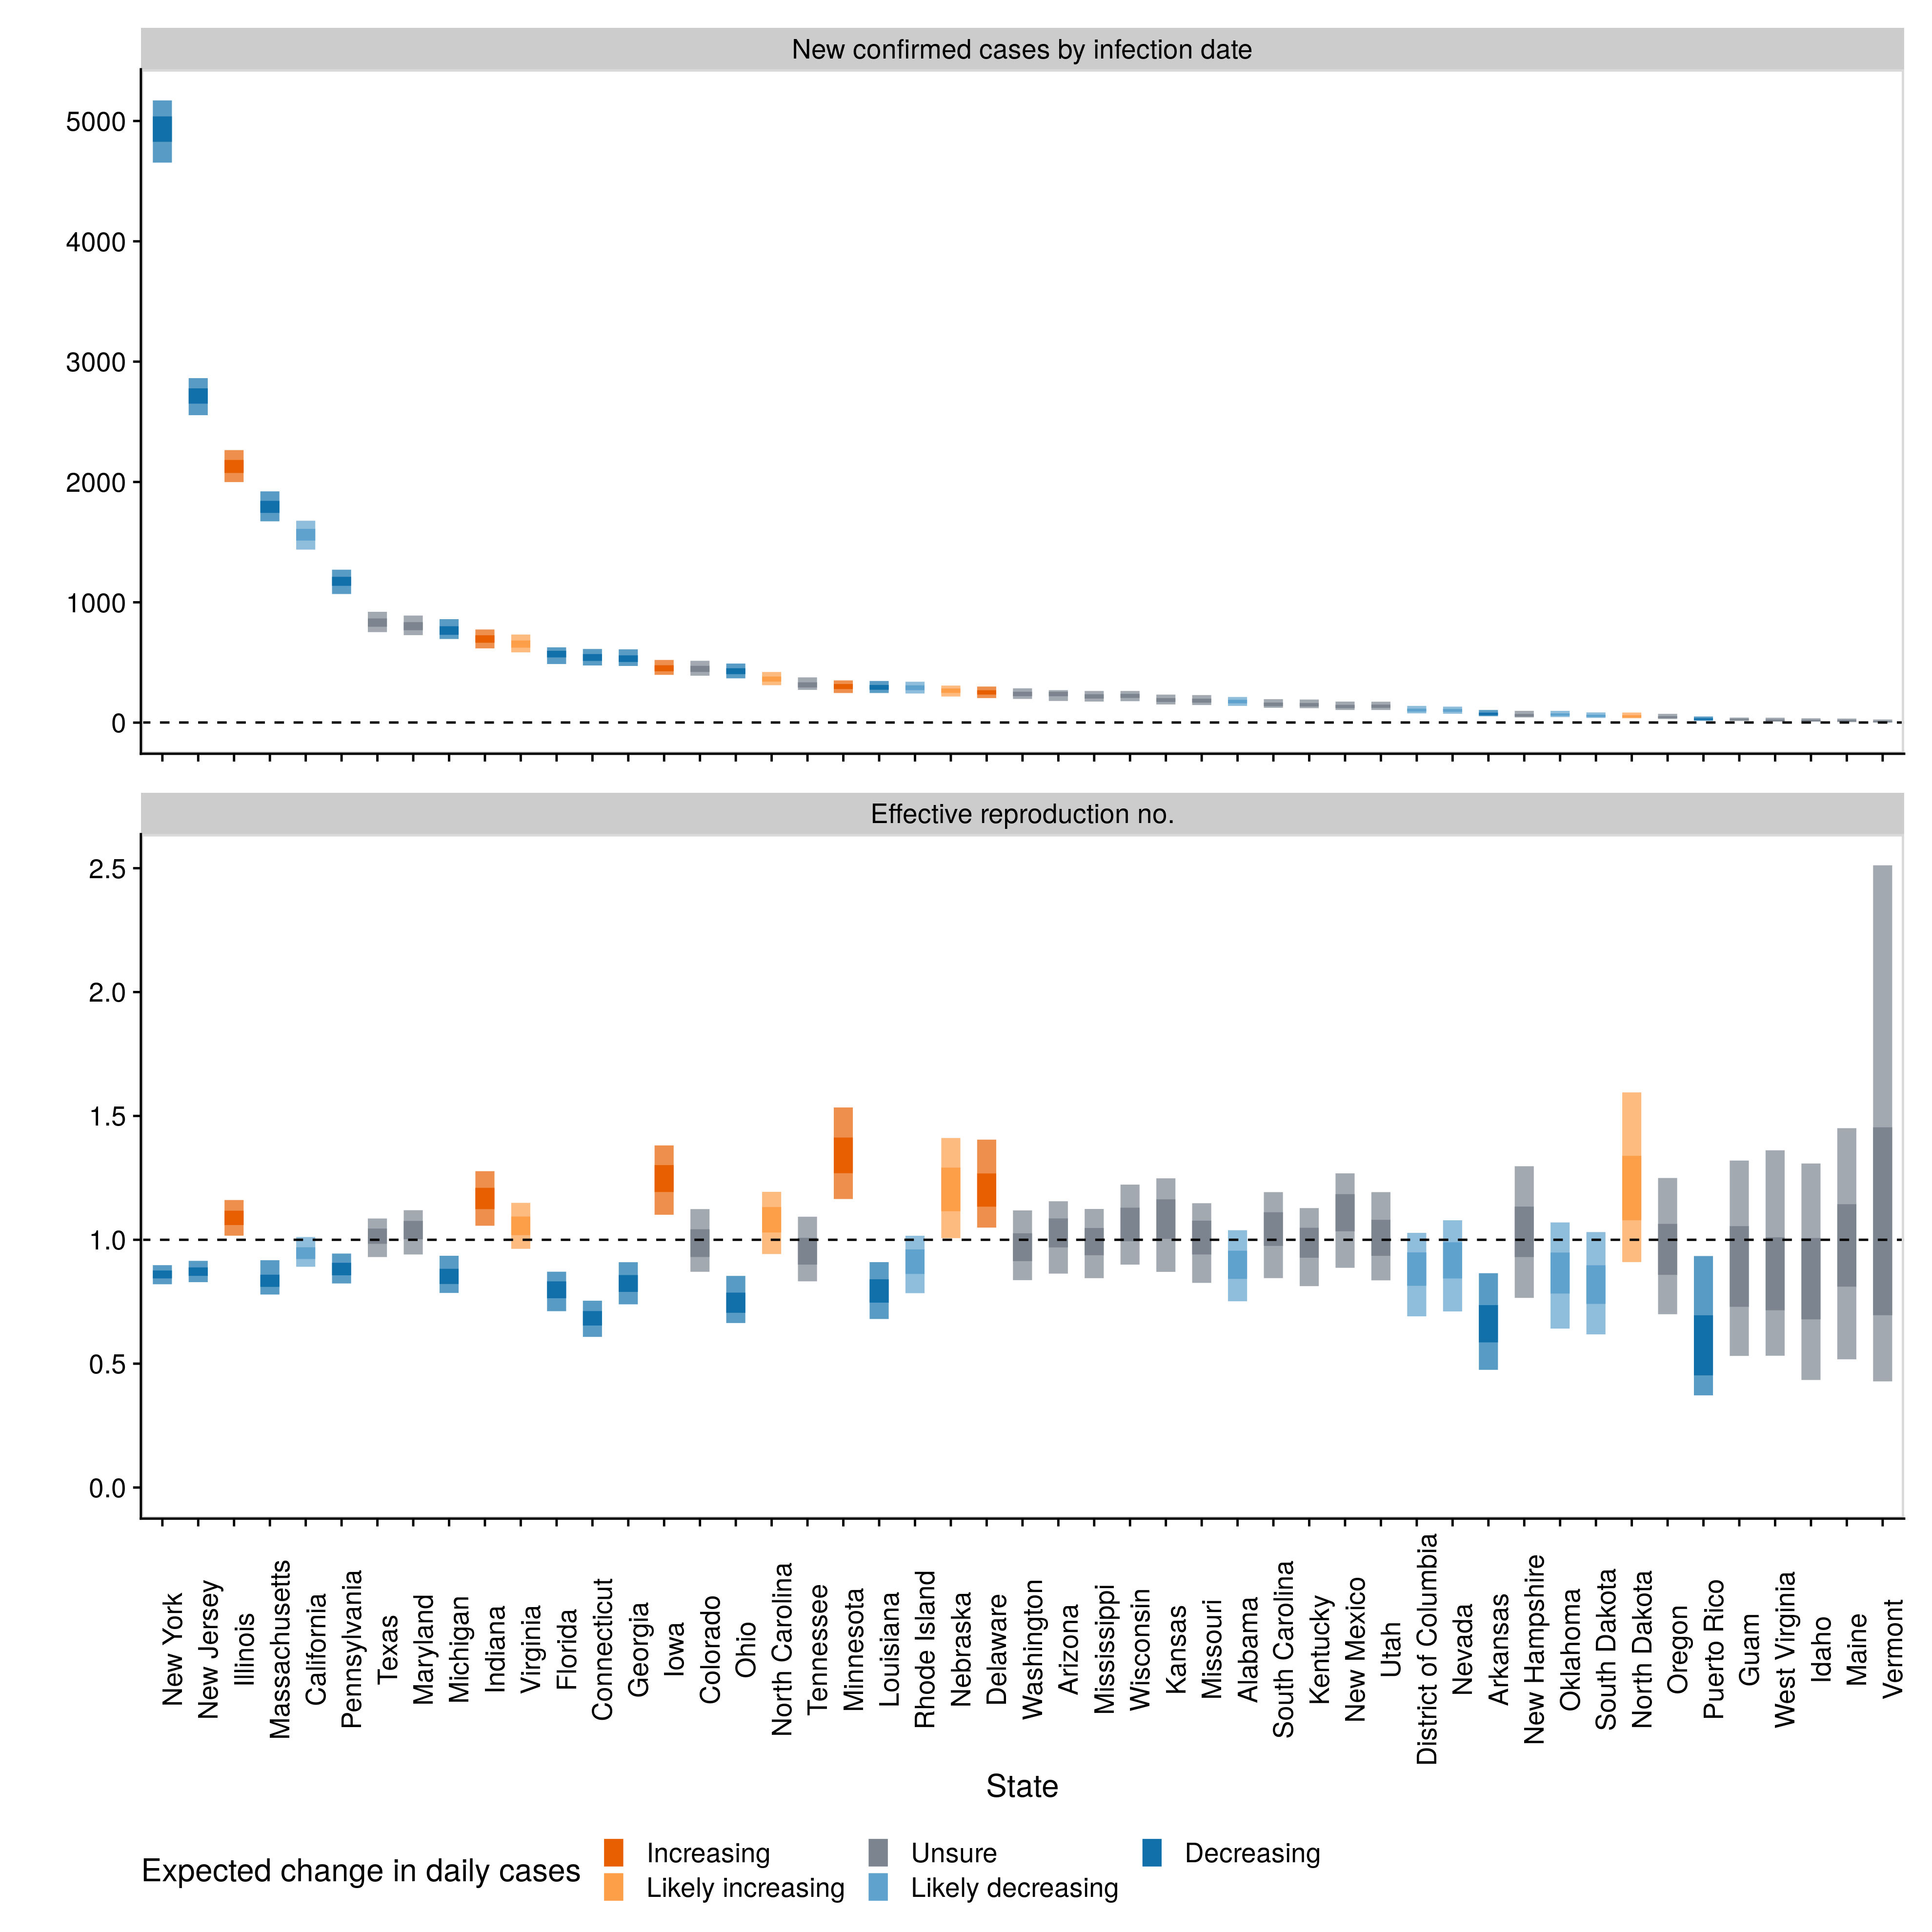 New confirmed cases by infection date
5000
4000
3000
2000
1000
0
Effective reproduction no.
2.5
2.0
1.5
1.0
0.5
0.0
New York
New Jersey
Illinois
Massachusetts
California
Pennsylvania
Texas
Maryland
Michigan
Indiana
Virginia
Florida
Connecticut
Georgia
Iowa
Colorado
Ohio
North Carolina
Tennessee
Minnesota
Louisiana
Rhode Island
Nebraska
Delaware
Washington
Arizona
Mississippi
Wisconsin
Kansas
Missouri
Alabama
South Carolina
Kentucky
New Mexico
Utah
District of Columbia
Nevada
Arkansas
New Hampshire
Oklahoma
South Dakota
North Dakota
Oregon
Puerto Rico
Guam
West Virginia
Idaho
Maine
Vermont
State
Expected change in daily cases
Increasing
Unsure
Decreasing
Likely increasing
Likely decreasing